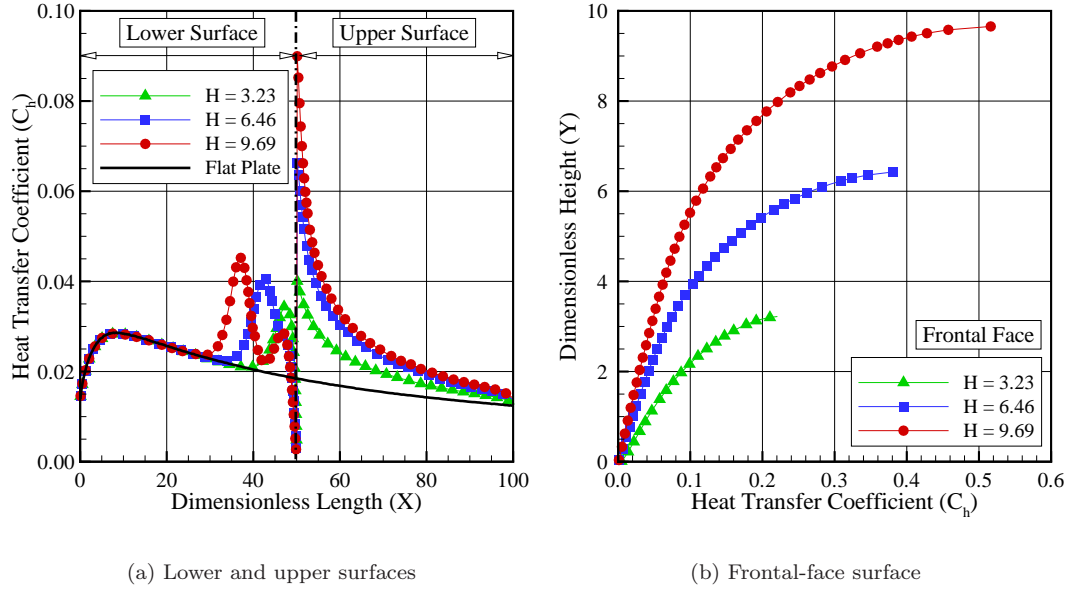 Lower Surface
Upper Surface
H = 3.23
H = 6.46
H = 9.69
Flat Plate
Heat Transfer Coefficient (C_h)
0.10
0.08
0.06
0.04
0.02
0.00
0
20
40
60
80
100
Dimensionless Length (X)
(a) Lower and upper surfaces
Dimensionless Height (Y)
10
8
6
4
2
0
Frontal Face
H = 3.23
H = 6.46
H = 9.69
0.0
0.1
0.2
0.3
0.4
0.5
0.6
Heat Transfer Coefficient (C_h)
(b) Frontal-face surface